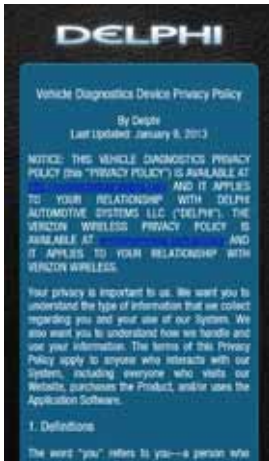 DELPHI
Vehicle Diagnostics Device Privacy Policy
By Delphi
Last Updated: January 9, 2013
NOTICE: THIS VEHICLE DIAGNOSTICS PRIVACY
POLICY (this "PRIVACY POLICY") IS AVAILABLE AT
AND IT APPLIES
TO YOUR RELATIONSHIP WITH DELPHI
AUTOMOTIVE SYSTEMS LLC ("DELPHI"). THE
VERIZON WIRELESS PRIVACY POLICY IS
AVAILABLE AT AND
IT APPLIES TO YOUR RELATIONSHIP WITH
VERIZON WIRELESS.
Your privacy is important to us. We want you to
understand the type of information that we collect
regarding you and your use of our System. We
also want you to understand how we handle and
use your information. The terms of this Privacy
Policy apply to anyone who interacts with our
System, including everyone who visits our
Website, purchases the Product, and/or uses the
Application Software.
1. Definitions
The word "you" refers to you—a person who